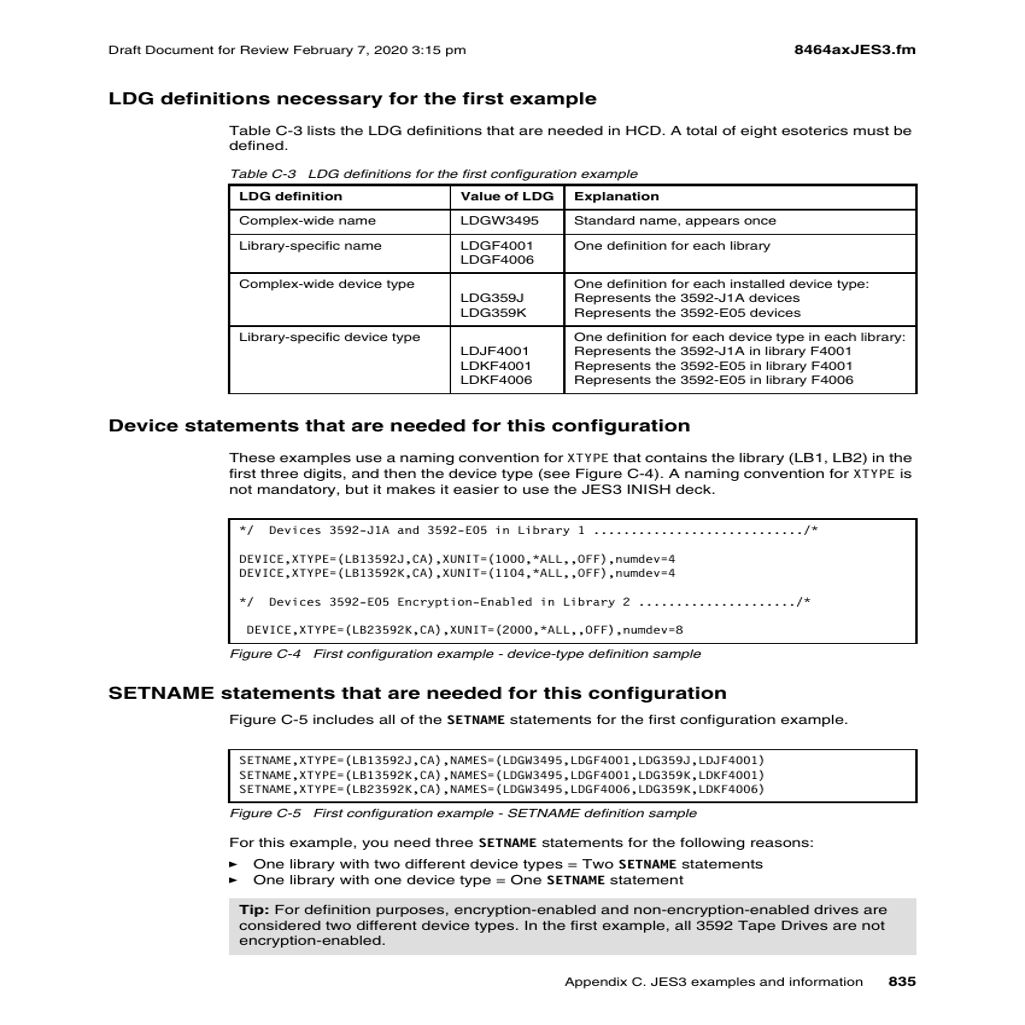 Draft Document for Review February 7, 2020 3:15 pm    8464axJES3.fm
LDG definitions necessary for the first example
Table C-3 lists the LDG definitions that are needed in HCD. A total of eight esoterics must be
defined.
Table C-3   LDG definitions for the first configuration example
LDG definition    Value of LDG    Explanation
Complex-wide name    LDGW3495    Standard name, appears once
Library-specific name    LDGF4001    One definition for each library
LDGF4006
Complex-wide device type    One definition for each installed device type:
LDG359J    Represents the 3592-J1A devices
LDG359K    Represents the 3592-E05 devices
Library-specific device type    One definition for each device type in each library:
LDJF4001    Represents the 3592-J1A in library F4001
LDKF4001    Represents the 3592-E05 in library F4001
LDKF4006    Represents the 3592-E05 in library F4006
Device statements that are needed for this configuration
These examples use a naming convention for XTYPE that contains the library (LB1, LB2) in the
first three digits, and then the device type (see Figure C-4). A naming convention for XTYPE is
not mandatory, but it makes it easier to use the JES3 INISH deck.
*/  Devices 3592-J1A and 3592-E05 in Library 1 ............................/*
DEVICE,XTYPE=(LB13592J,CA),XUNIT=(1000,*ALL,,OFF),numdev=4
DEVICE,XTYPE=(LB13592K,CA),XUNIT=(1104,*ALL,,OFF),numdev=4
*/  Devices 3592-E05 Encryption-Enabled in Library 2 ...................../*
DEVICE,XTYPE=(LB23592K,CA),XUNIT=(2000,*ALL,,OFF),numdev=8
Figure C-4   First configuration example - device-type definition sample
SETNAME statements that are needed for this configuration
Figure C-5 includes all of the SETNAME statements for the first configuration example.
SETNAME,XTYPE=(LB13592J,CA),NAMES=(LDGW3495,LDGF4001,LDG359J,LDJF4001)
SETNAME,XTYPE=(LB13592K,CA),NAMES=(LDGW3495,LDGF4001,LDG359K,LDKF4001)
SETNAME,XTYPE=(LB23592K,CA),NAMES=(LDGW3495,LDGF4006,LDG359K,LDKF4006)
Figure C-5   First configuration example - SETNAME definition sample
For this example, you need three SETNAME statements for the following reasons:
► One library with two different device types = Two SETNAME statements
► One library with one device type = One SETNAME statement
Tip: For definition purposes, encryption-enabled and non-encryption-enabled drives are
considered two different device types. In the first example, all 3592 Tape Drives are not
encryption-enabled.
Appendix C. JES3 examples and information    835